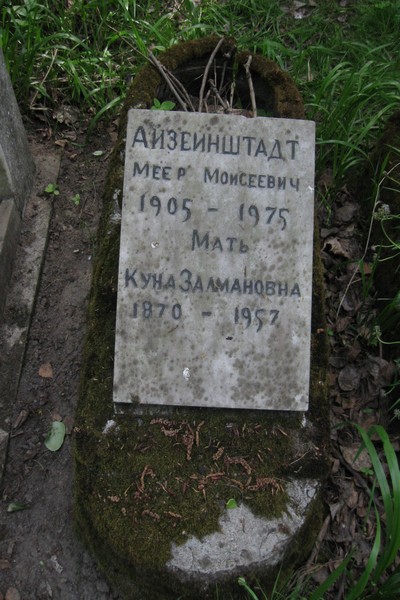 АЙЗЕНШТАДТ
МЕЕР МОИСЕЕВИЧ
1905 - 1975
МАТЬ
КУНА ЗАЛМАНОВНА
1870 - 1957